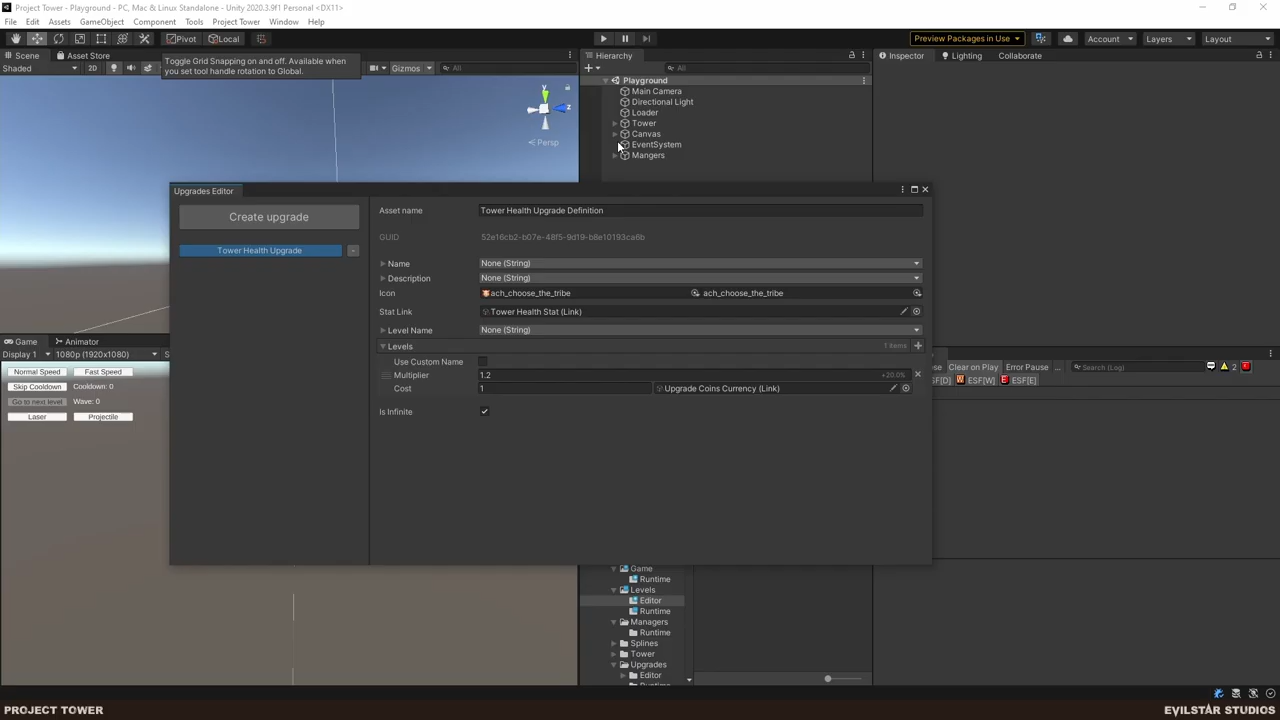 Project Tower - Playground - PC, Mac & Linux Standalone - Unity 2020.3.9f1 Personal <DX11>
File Edit Assets GameObject Component Tools Project Tower Window Help
Pivot Local
Preview Packages in Use Account Layers Layout
Scene Asset Store
Shaded 2D
Toggle Grid Snapping on and off. Available when
you set tool handle rotation to Global.
Gizmos All
Persp
Hierarchy
All
Playground
Main Camera
Directional Light
Loader
Tower
Canvas
EventSystem
Mangers
Inspector Lighting Collaborate
Upgrades Editor
Create upgrade
Tower Health Upgrade -
Asset name Tower Health Upgrade Definition
GUID 52e16cb2-b07e-48f5-9d19-b8e10193ca6b
Name None (String)
Description None (String)
Icon ach_choose_the_tribe ach_choose_the_tribe
Stat Link Tower Health Stat (Link)
Level Name None (String)
Levels 1 items
Use Custom Name
Multiplier 1.2 +20.0%
Cost 1 Upgrade Coins Currency (Link)
Is Infinite
Game Animator
Display 1 1080p (1920x1080)
Normal Speed Fast Speed
Skip Cooldown Cooldown: 0
Go to next level Wave: 0
Laser Projectile
Clear on Play Error Pause Search (Log) 2
ESF[W] ESF[E]
Game
Runtime
Levels
Editor
Runtime
Managers
Runtime
Splines
Tower
Upgrades
Editor
PROJECT TOWER
EVILSTAR STUDIOS